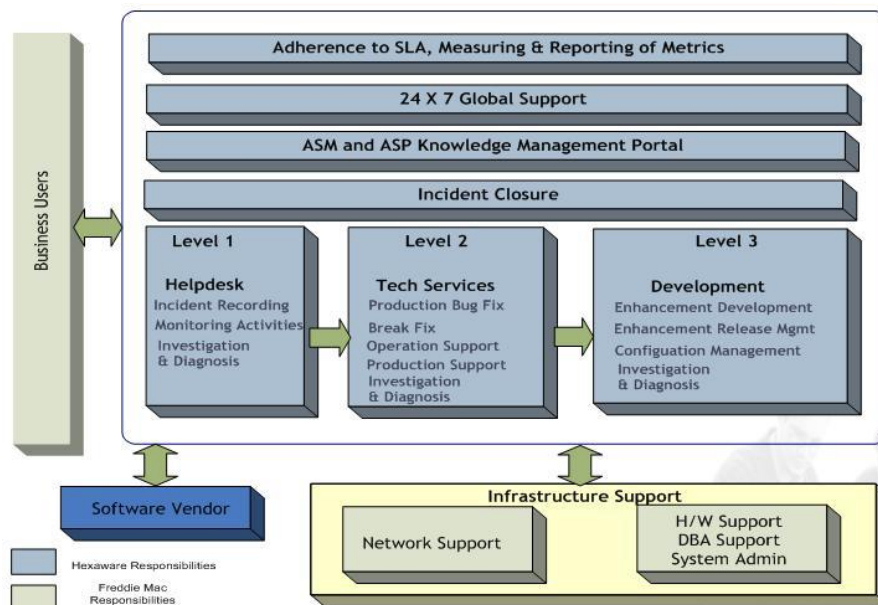 Adherence to SLA, Measuring & Reporting of Metrics
24 X 7 Global Support
ASM and ASP Knowledge Management Portal
Incident Closure
Business Users
Level 1
Helpdesk
Incident Recording
Monitoring Activities
Investigation
& Diagnosis
Level 2
Tech Services
Production Bug Fix
Break Fix
Operation Support
Production Support
Investigation
& Diagnosis
Level 3
Development
Enhancement Development
Enhancement Release Mgmt
Configuation Management
Investigation
& Diagnosis
Software Vendor
Infrastructure Support
Network Support
H/W Support
DBA Support
System Admin
Hexaware Responsibilities
Freddie Mac
Responsibilities